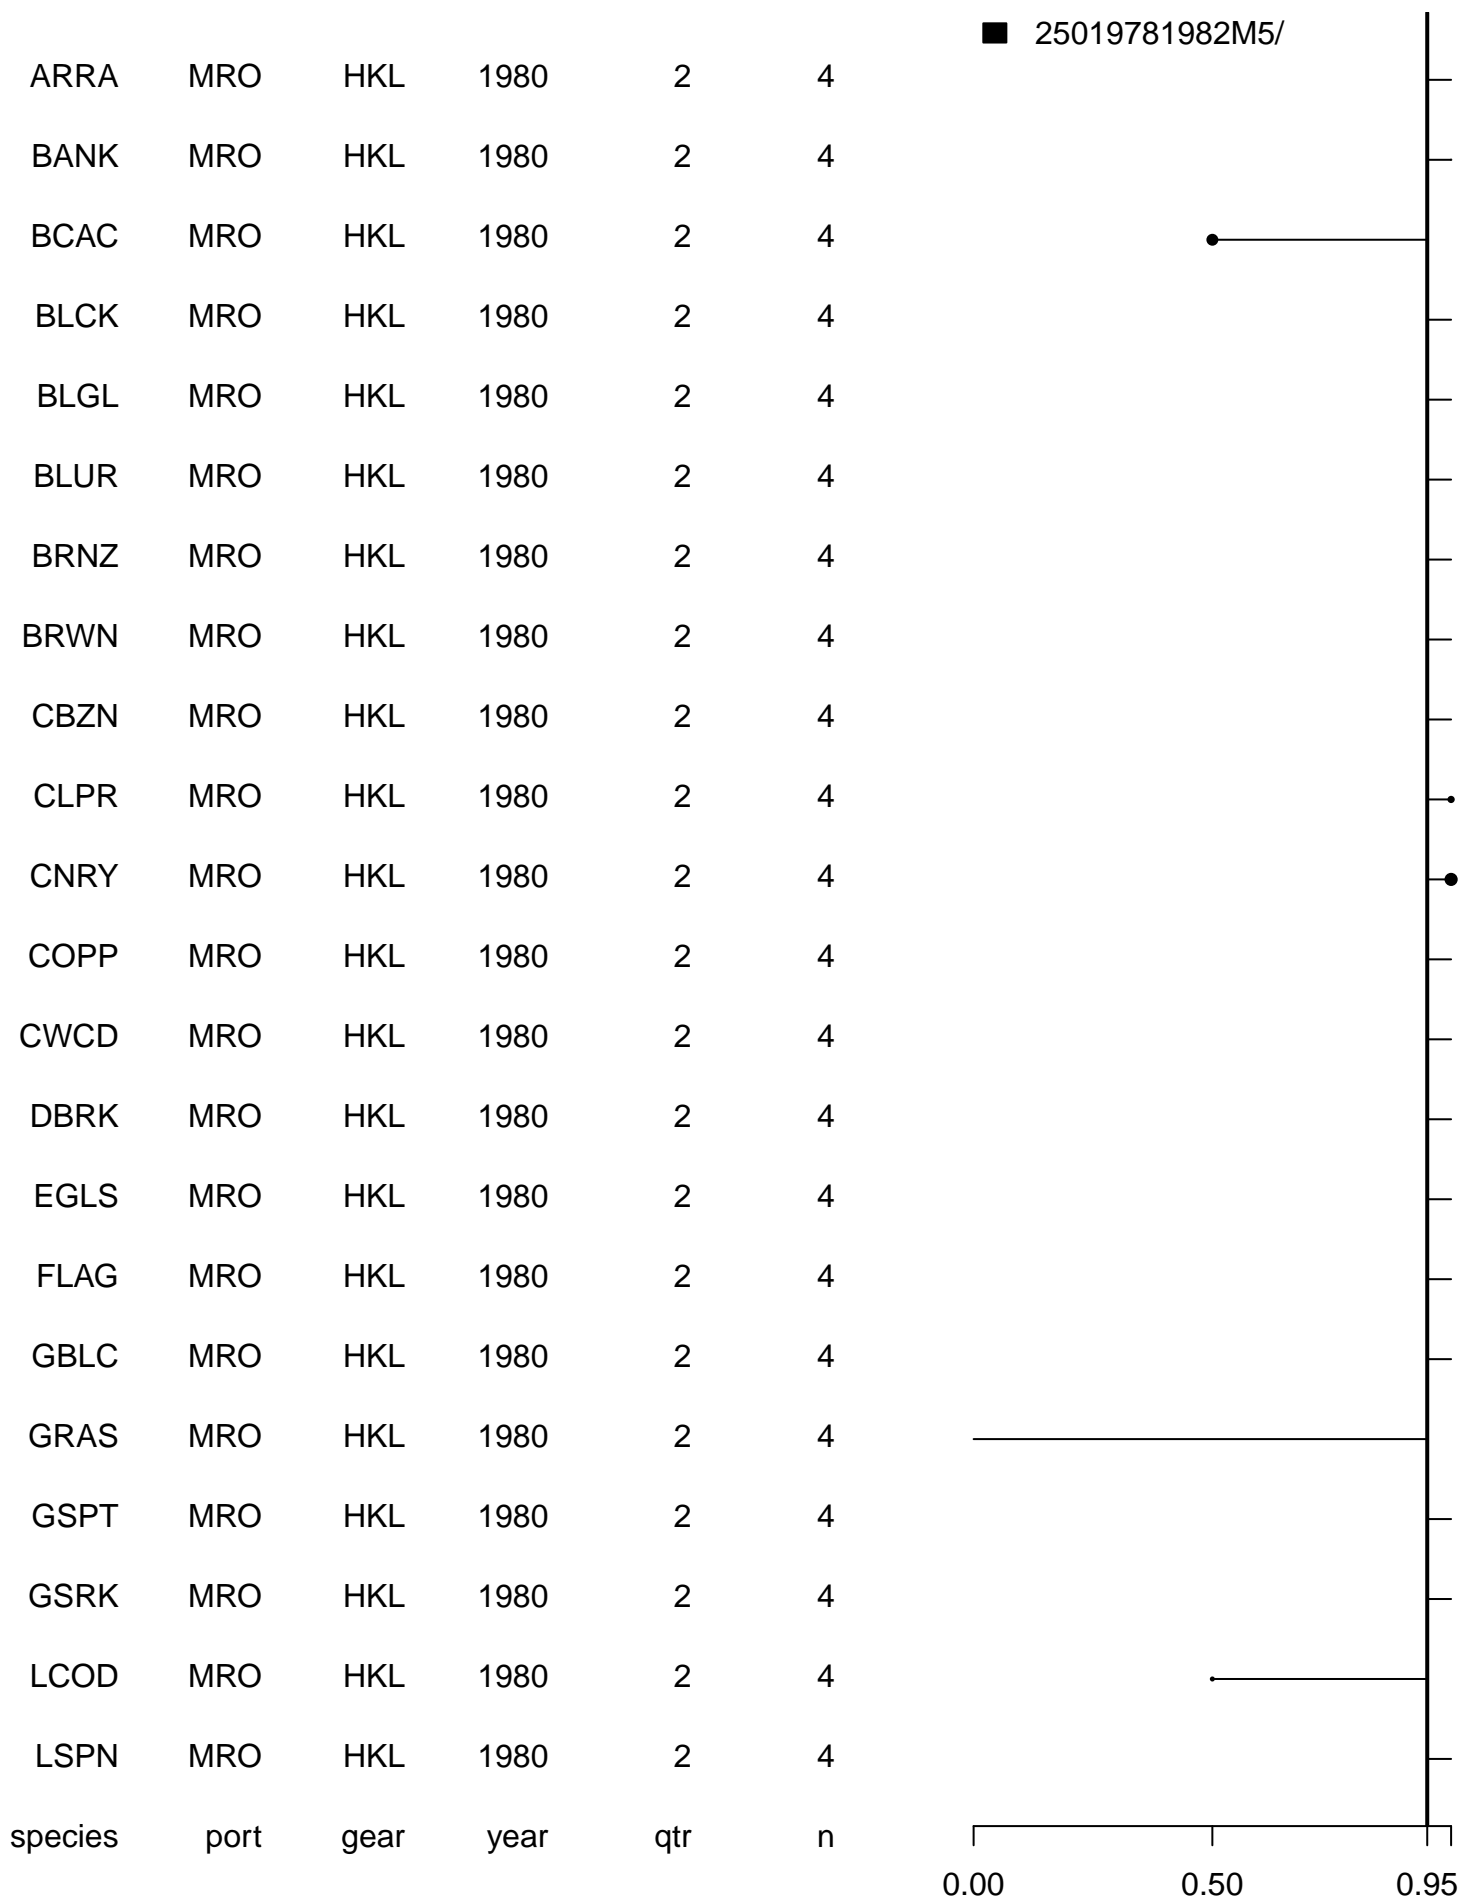 25019781982M5/
ARRA MRO HKL 1980 2 4
BANK MRO HKL 1980 2 4
BCAC MRO HKL 1980 2 4
BLCK MRO HKL 1980 2 4
BLGL MRO HKL 1980 2 4
BLUR MRO HKL 1980 2 4
BRNZ MRO HKL 1980 2 4
BRWN MRO HKL 1980 2 4
CBZN MRO HKL 1980 2 4
CLPR MRO HKL 1980 2 4
CNRY MRO HKL 1980 2 4
COPP MRO HKL 1980 2 4
CWCD MRO HKL 1980 2 4
DBRK MRO HKL 1980 2 4
EGLS MRO HKL 1980 2 4
FLAG MRO HKL 1980 2 4
GBLC MRO HKL 1980 2 4
GRAS MRO HKL 1980 2 4
GSPT MRO HKL 1980 2 4
GSRK MRO HKL 1980 2 4
LCOD MRO HKL 1980 2 4
LSPN MRO HKL 1980 2 4
species port gear year qtr n
0.00 0.50 0.95